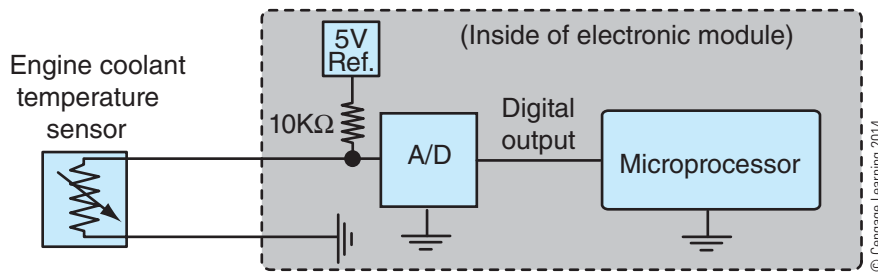 5V
Ref.
(Inside of electronic module)
Engine coolant
temperature
sensor
10KΩ
A/D
Digital
output
Microprocessor
© Cengage Learning 2014